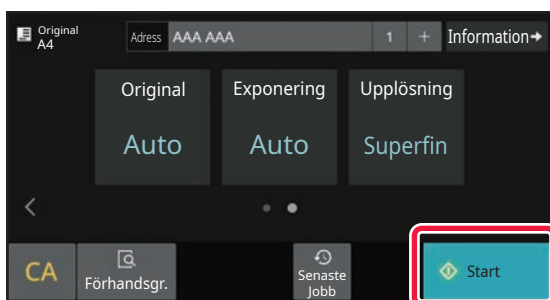 Original
A4
Adress AAA AAA 1 + Information
Original Exponering Upplösning
Auto Auto Superfin
CA Förhandsgr. Senaste
Jobb Start